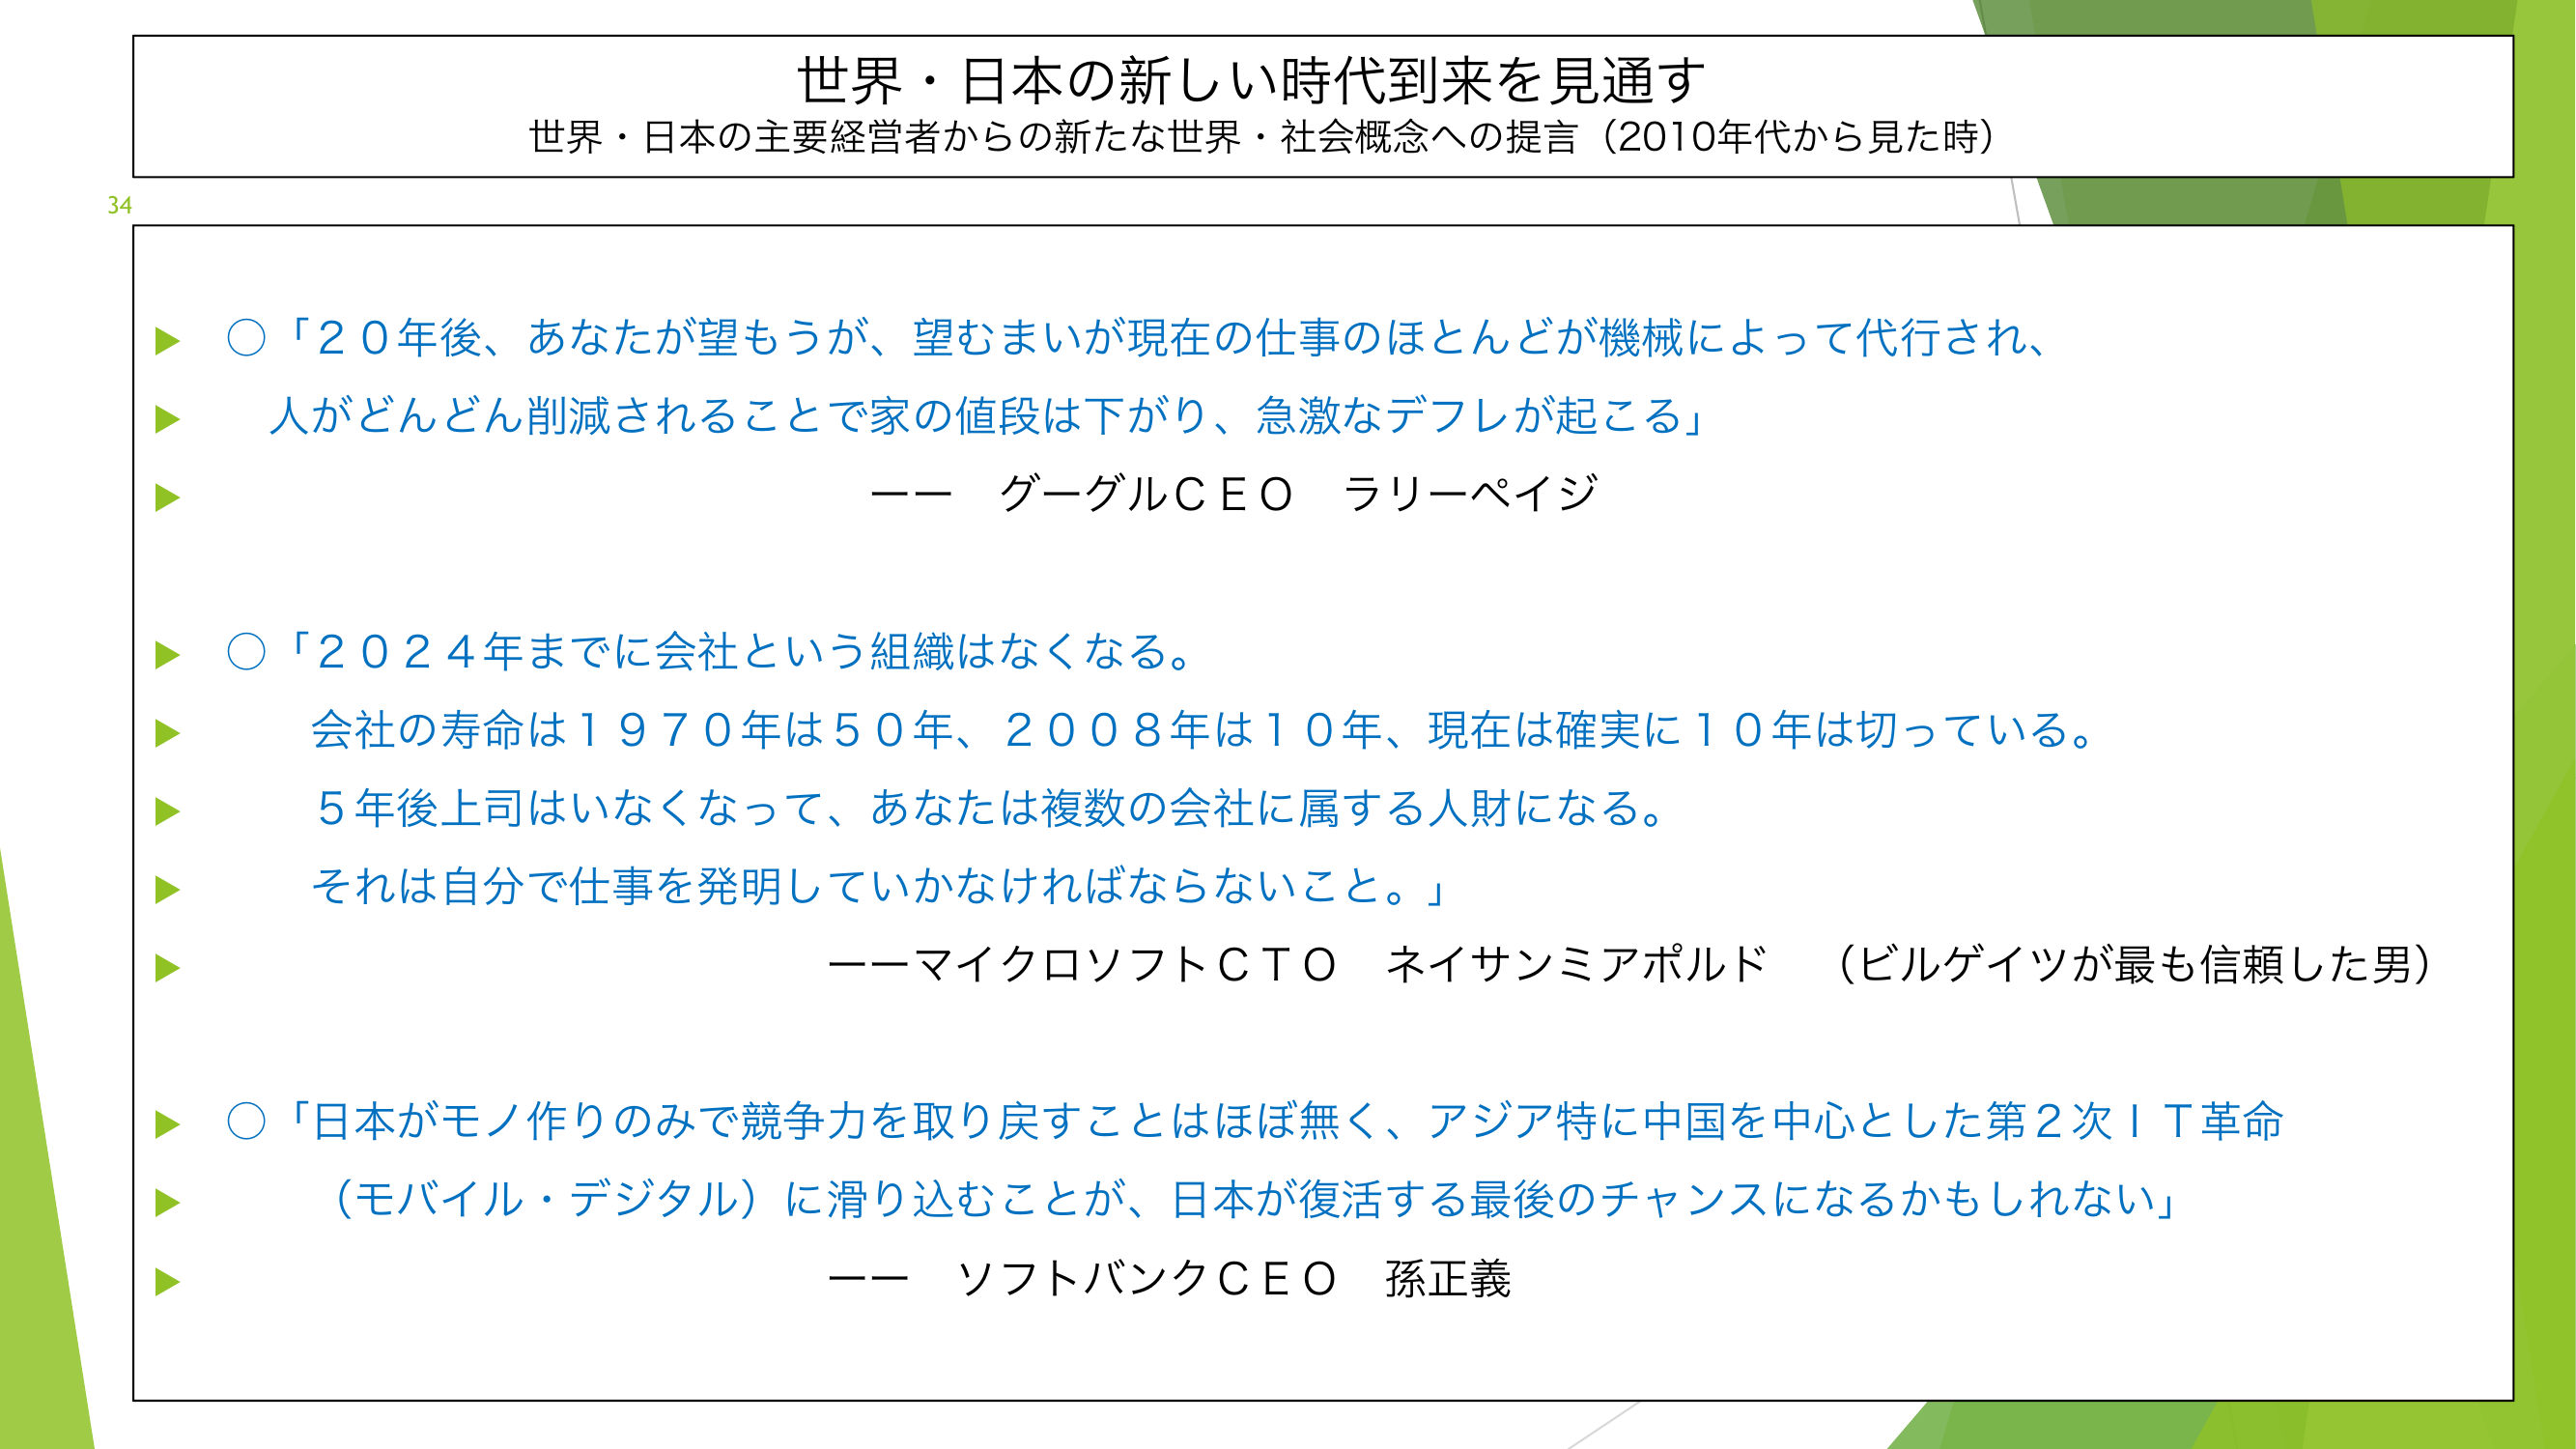 世界・日本の新しい時代到来を見通す
世界・日本の主要経営者からの新たな世界・社会概念への提言（2010年代から見た時）
34
〇「２０年後、あなたが望もうが、望むまいが現在の仕事のほとんどが機械によって代行され、
人がどんどん削減されることで家の値段は下がり、急激なデフレが起こる」
ーー　グーグルＣＥＯ　ラリーペイジ
〇「２０２４年までに会社という組織はなくなる。
会社の寿命は１９７０年は５０年、２００８年は１０年、現在は確実に１０年は切っている。
５年後上司はいなくなって、あなたは複数の会社に属する人財になる。
それは自分で仕事を発明していかなければならないこと。」
ーーマイクロソフトＣＴＯ　ネイサンミアポルド　（ビルゲイツが最も信頼した男）
〇「日本がモノ作りのみで競争力を取り戻すことはほぼ無く、アジア特に中国を中心とした第２次ＩＴ革命
（モバイル・デジタル）に滑り込むことが、日本が復活する最後のチャンスになるかもしれない」
ーー　ソフトバンクＣＥＯ　孫正義